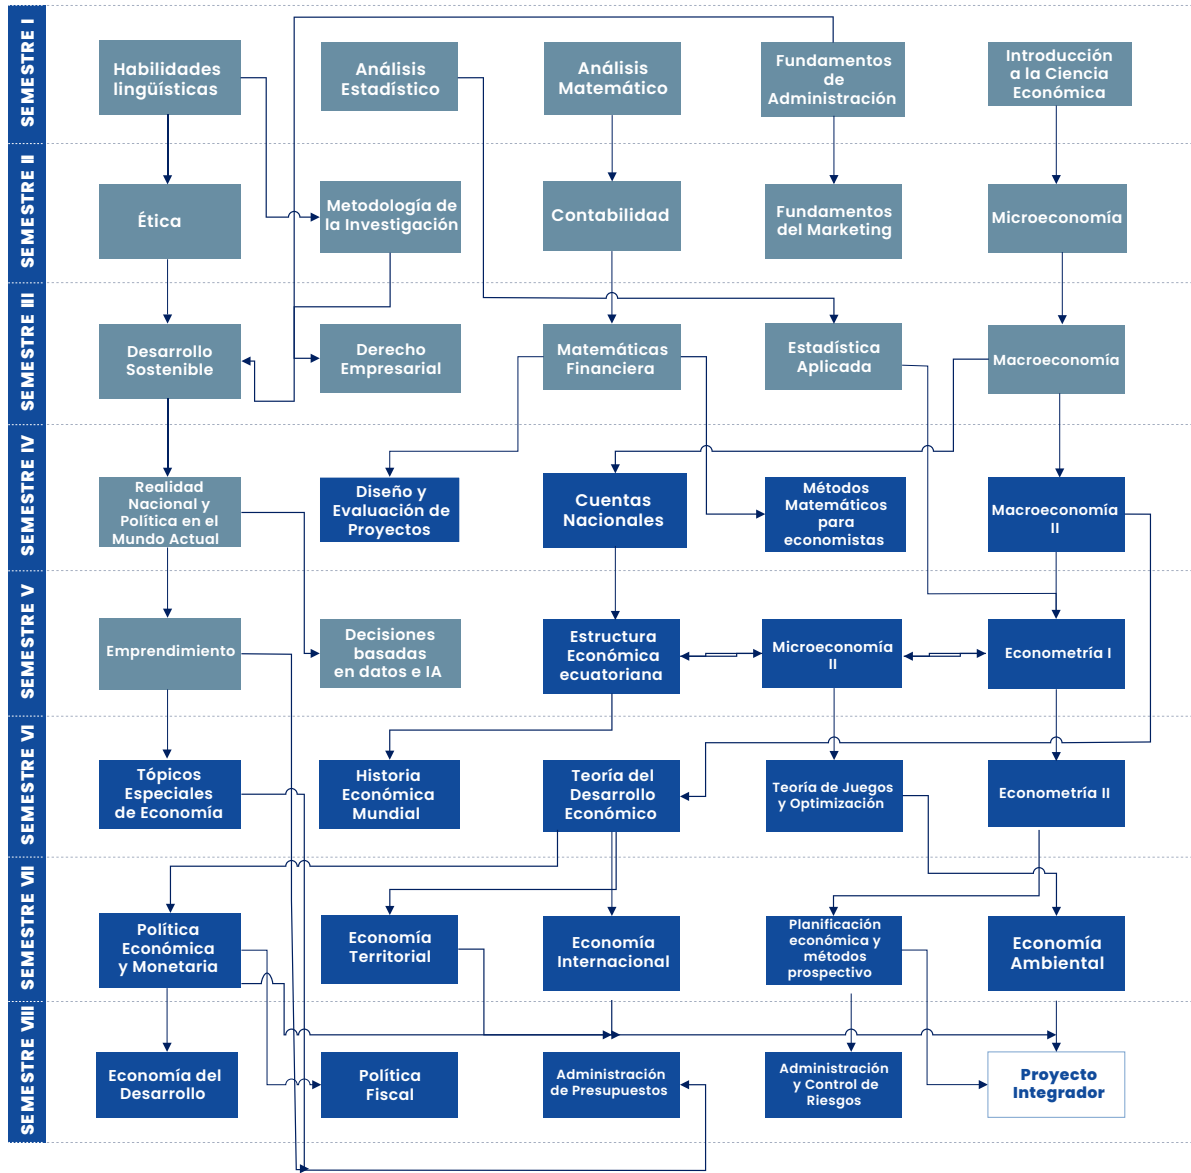 SEMESTRE I
Habilidades
lingüísticas
Análisis
Estadístico
Análisis
Matemático
Fundamentos
de
Administración
Introducción
a la Ciencia
Económica
SEMESTRE II
Ética
Metodología de
la Investigación
Contabilidad
Fundamentos
del Marketing
Microeconomía
SEMESTRE III
Desarrollo
Sostenible
Derecho
Empresarial
Matemáticas
Financiera
Estadística
Aplicada
Macroeconomía
SEMESTRE IV
Realidad
Nacional y
Política en el
Mundo Actual
Diseño y
Evaluación de
Proyectos
Cuentas
Nacionales
Métodos
Matemáticos
para
economistas
Macroeconomía
II
SEMESTRE V
Emprendimiento
Decisiones
basadas
en datos e IA
Estructura
Económica
ecuatoriana
Microeconomía
II
Econometría I
SEMESTRE VI
Tópicos
Especiales
de Economía
Historia
Económica
Mundial
Teoría del
Desarrollo
Económico
Teoría de Juegos
y Optimización
Econometría II
SEMESTRE VII
Política
Económica
y Monetaria
Economía
Territorial
Economía
Internacional
Planificación
económica y
métodos
prospectivo
Economía
Ambiental
SEMESTRE VIII
Economía del
Desarrollo
Política
Fiscal
Administración
de Presupuestos
Administración
y Control de
Riesgos
Proyecto
Integrador